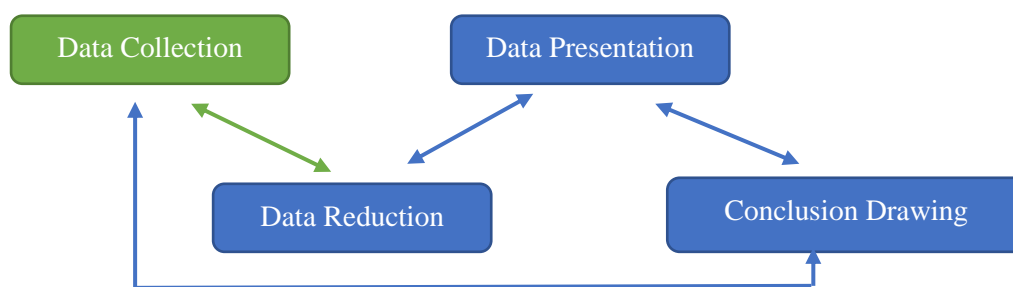 Data Collection
Data Presentation
Data Reduction
Conclusion Drawing